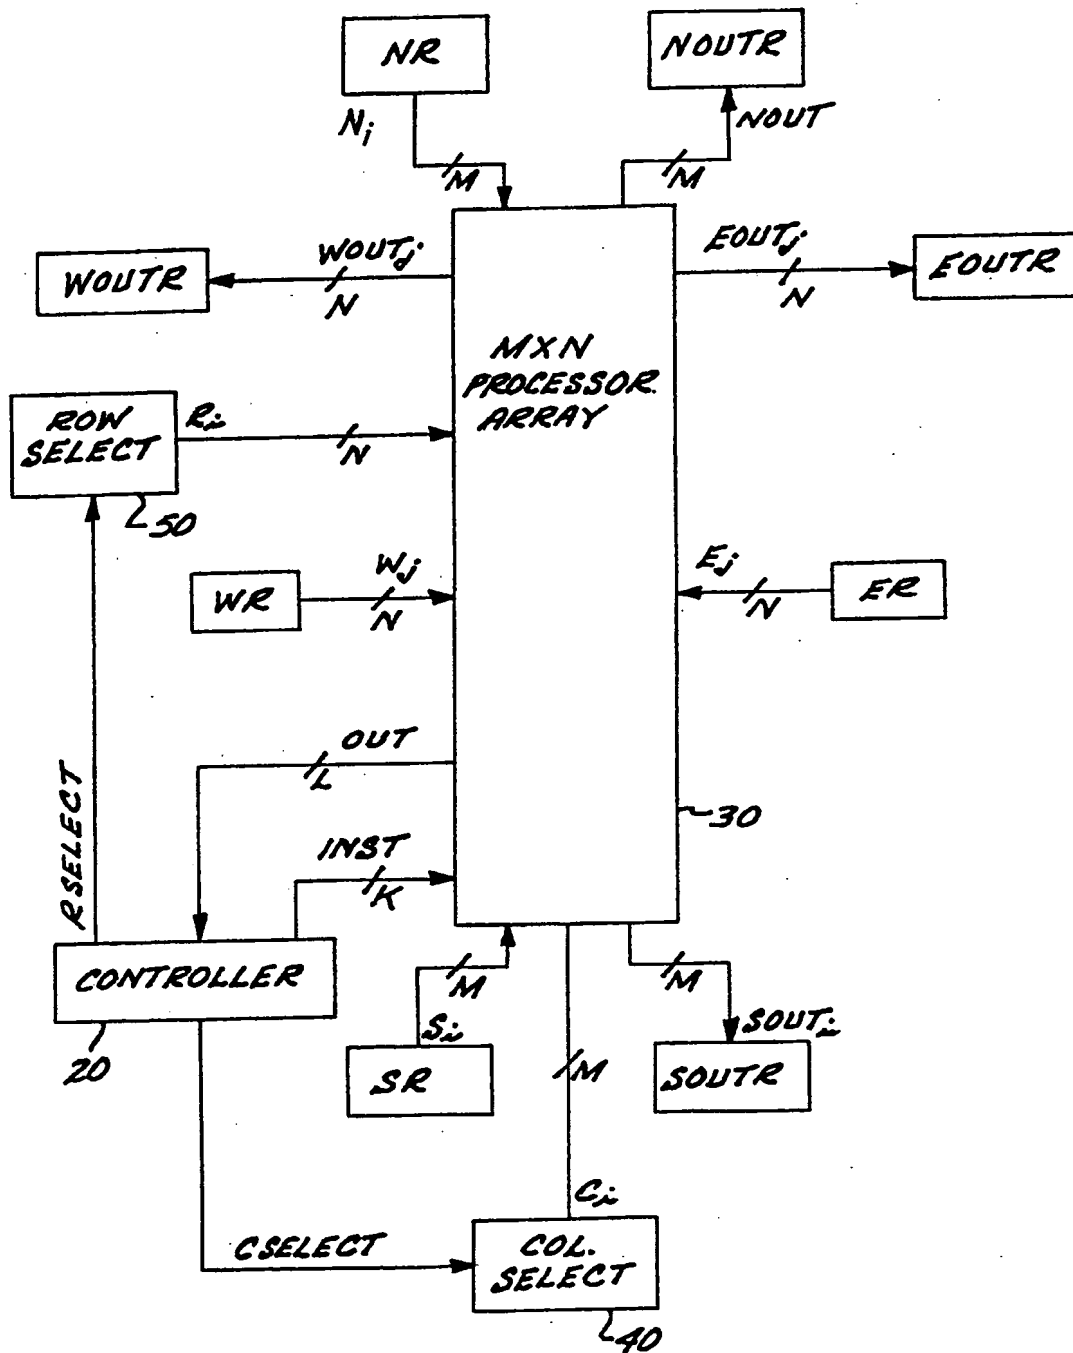 NR
NOUTR
Ni
NOUT
M
M
WOUTR
WOUTj
N
EOUTj
N
EOUTR
MXN
PROCESSOR
ARRAY
ROW
SELECT
Ri
N
50
WR
Wj
N
Ej
N
ER
OUT
L
30
RSELECT
INST
K
CONTROLLER
20
M
Si
SR
M
M
SOUTi
SOUTR
Ci
CSELECT
COL.
SELECT
40